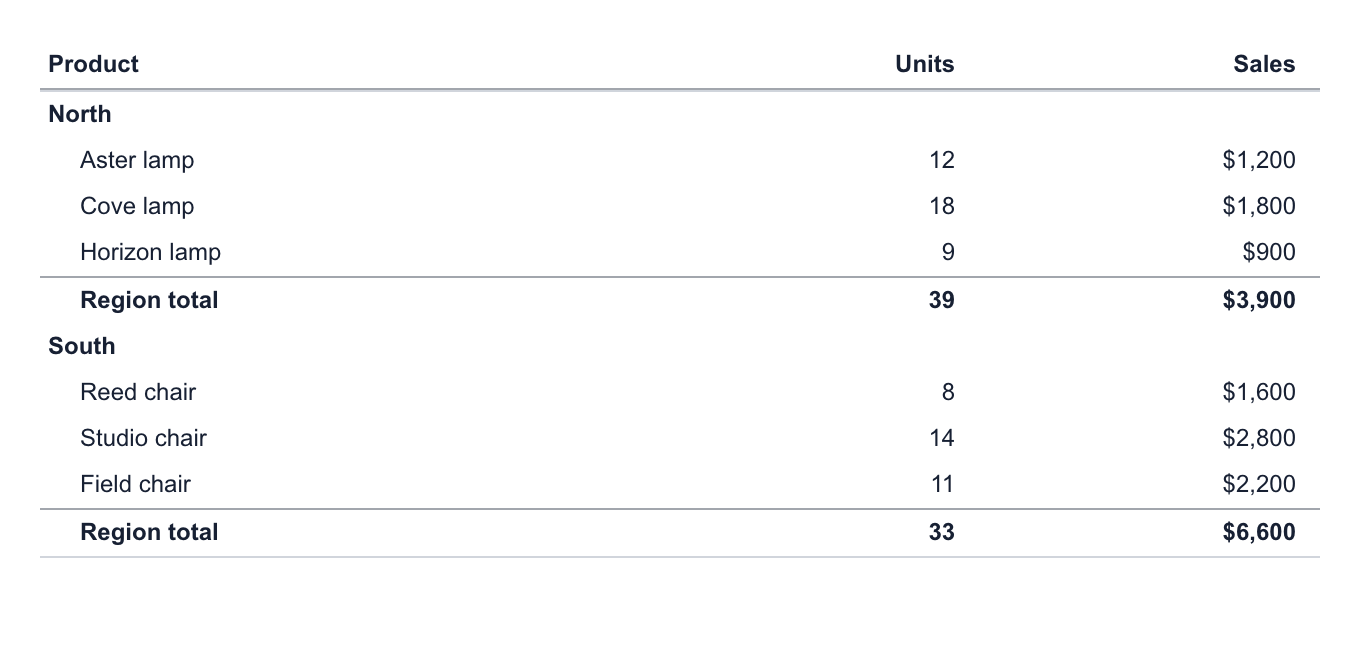 Product Units Sales
North
Aster lamp 12 $1,200
Cove lamp 18 $1,800
Horizon lamp 9 $900
Region total 39 $3,900
South
Reed chair 8 $1,600
Studio chair 14 $2,800
Field chair 11 $2,200
Region total 33 $6,600